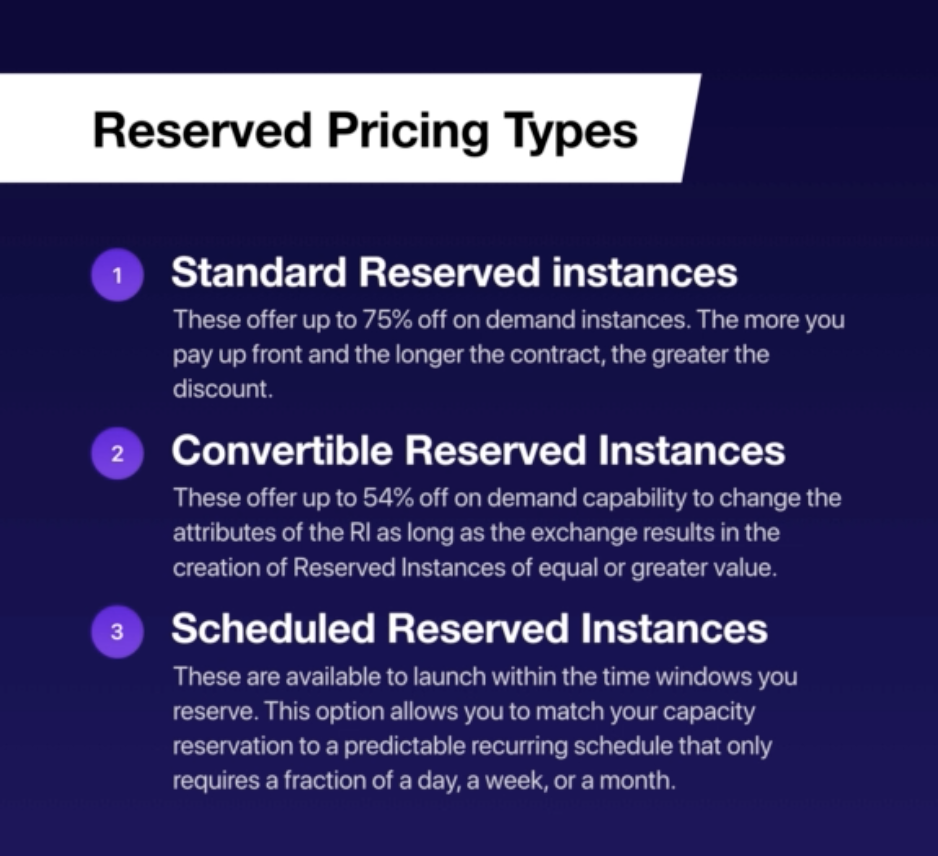 Reserved Pricing Types
1 Standard Reserved instances
These offer up to 75% off on demand instances. The more you
pay up front and the longer the contract, the greater the
discount.
2 Convertible Reserved Instances
These offer up to 54% off on demand capability to change the
attributes of the RI as long as the exchange results in the
creation of Reserved Instances of equal or greater value.
3 Scheduled Reserved Instances
These are available to launch within the time windows you
reserve. This option allows you to match your capacity
reservation to a predictable recurring schedule that only
requires a fraction of a day, a week, or a month.